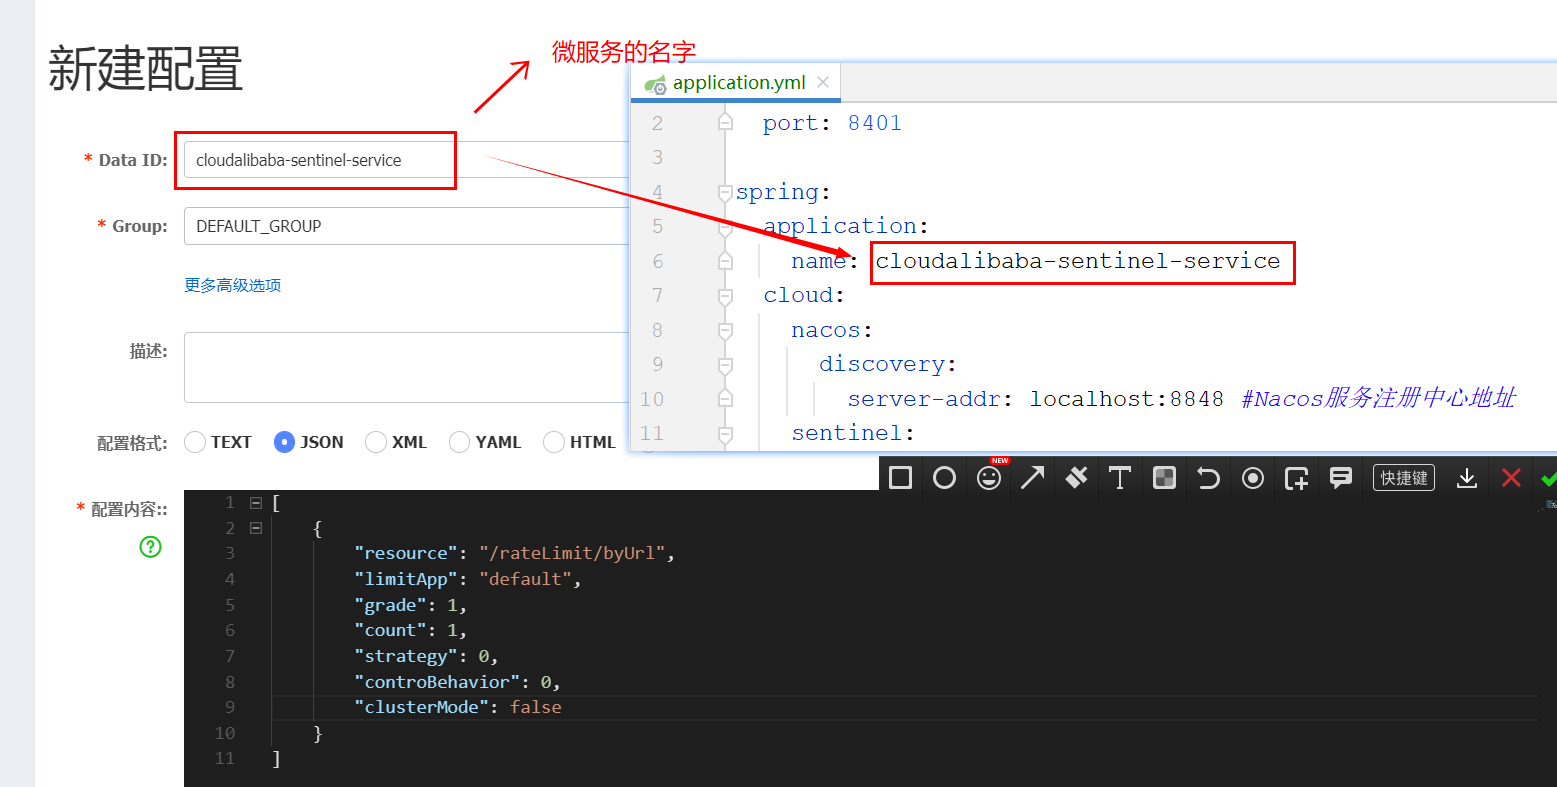 新建配置
微服务的名字
* Data ID: cloudalibaba-sentinel-service
* Group: DEFAULT_GROUP
更多高级选项
描述:
配置格式: TEXT JSON XML YAML HTML
application.yml
2 port: 8401
3
4 spring:
5 application:
6 name: cloudalibaba-sentinel-service
7 cloud:
8 nacos:
9 discovery:
10 server-addr: localhost:8848 #Nacos服务注册中心地址
11 sentinel:
NEW
快捷键
* 配置内容::
1 [
2 {
3 "resource": "/rateLimit/byUrl",
4 "limitApp": "default",
5 "grade": 1,
6 "count": 1,
7 "strategy": 0,
8 "controBehavior": 0,
9 "clusterMode": false
10 }
11 ]